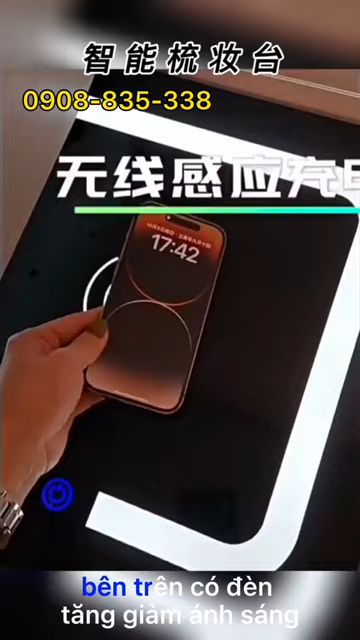 智能梳妆台
0908-835-338
无线感应充电
17:42
bên trên có đèn
tăng giảm ánh sáng